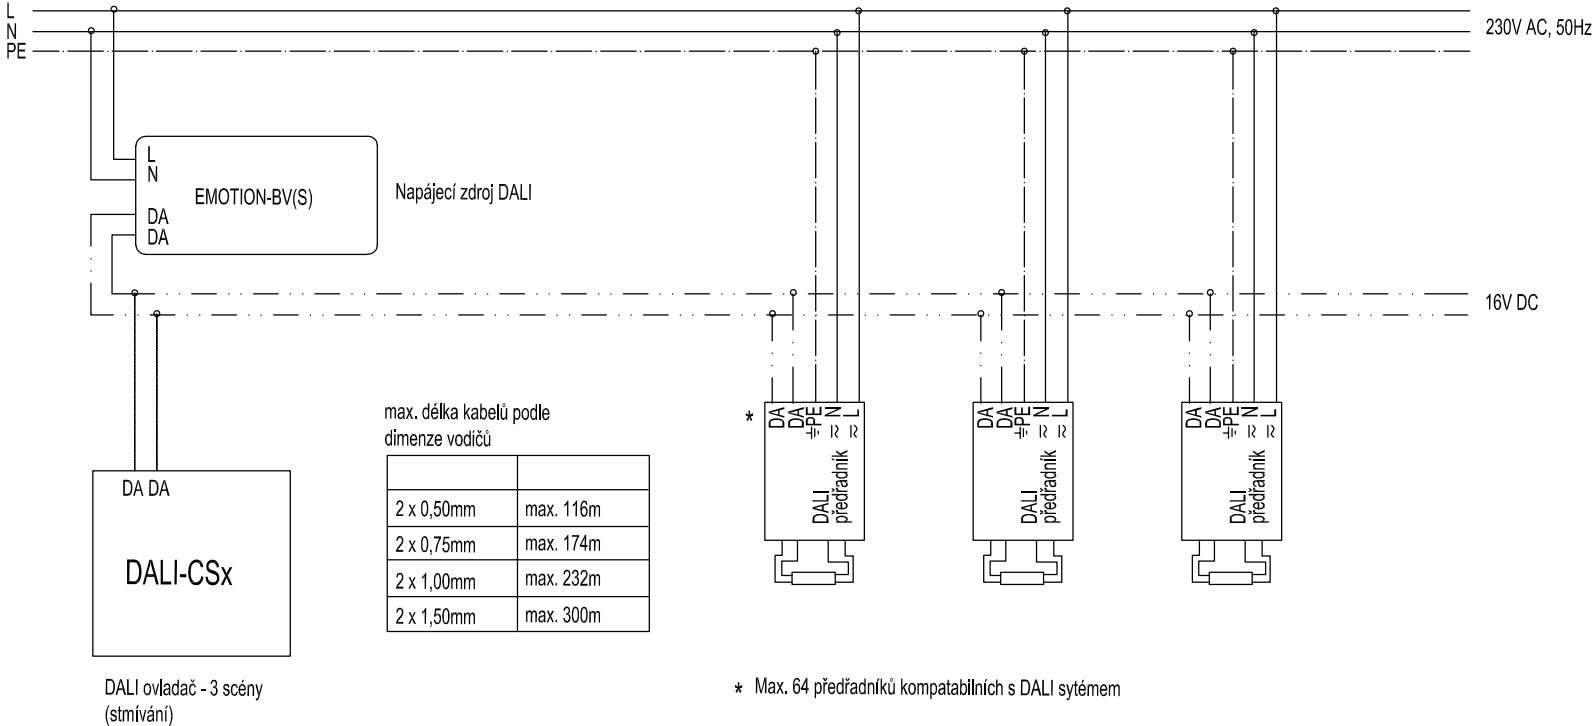 L
N
PE
230V AC, 50Hz
L
N
EMOTION-BV(S)
DA
DA
Napájecí zdroj DALI
16V DC
max. délka kabelů podle
dimenze vodičů
2 x 0,50mm max. 116m
2 x 0,75mm max. 174m
2 x 1,00mm max. 232m
2 x 1,50mm max. 300m
DA DA
DALI-CSx
DALI ovladač - 3 scény
(stmívání)
*
DA
DA
PE
N
L
DALI
předřadník
DA
DA
PE
N
L
DALI
předřadník
DA
DA
PE
N
L
DALI
předřadník
* Max. 64 předřadníků kompatabilních s DALI sytémem